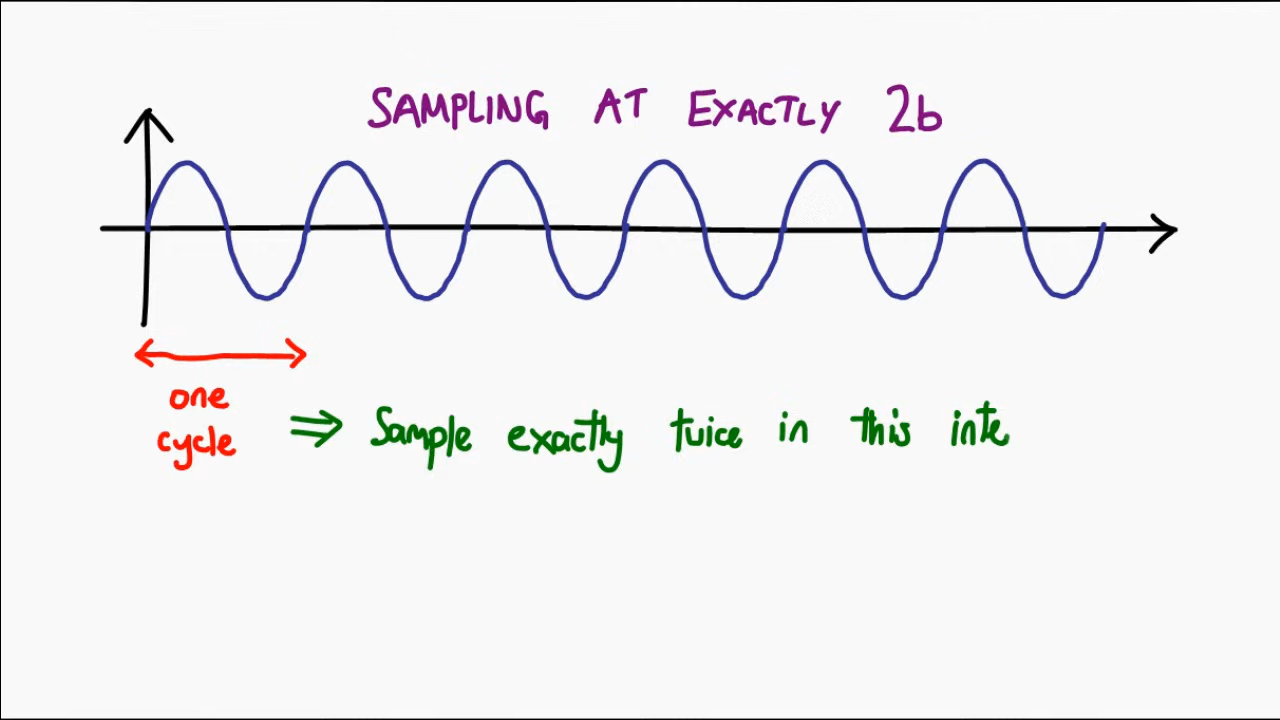 SAMPLING AT EXACTLY 2b
one
cycle
⇒ Sample exactly twice in this inte